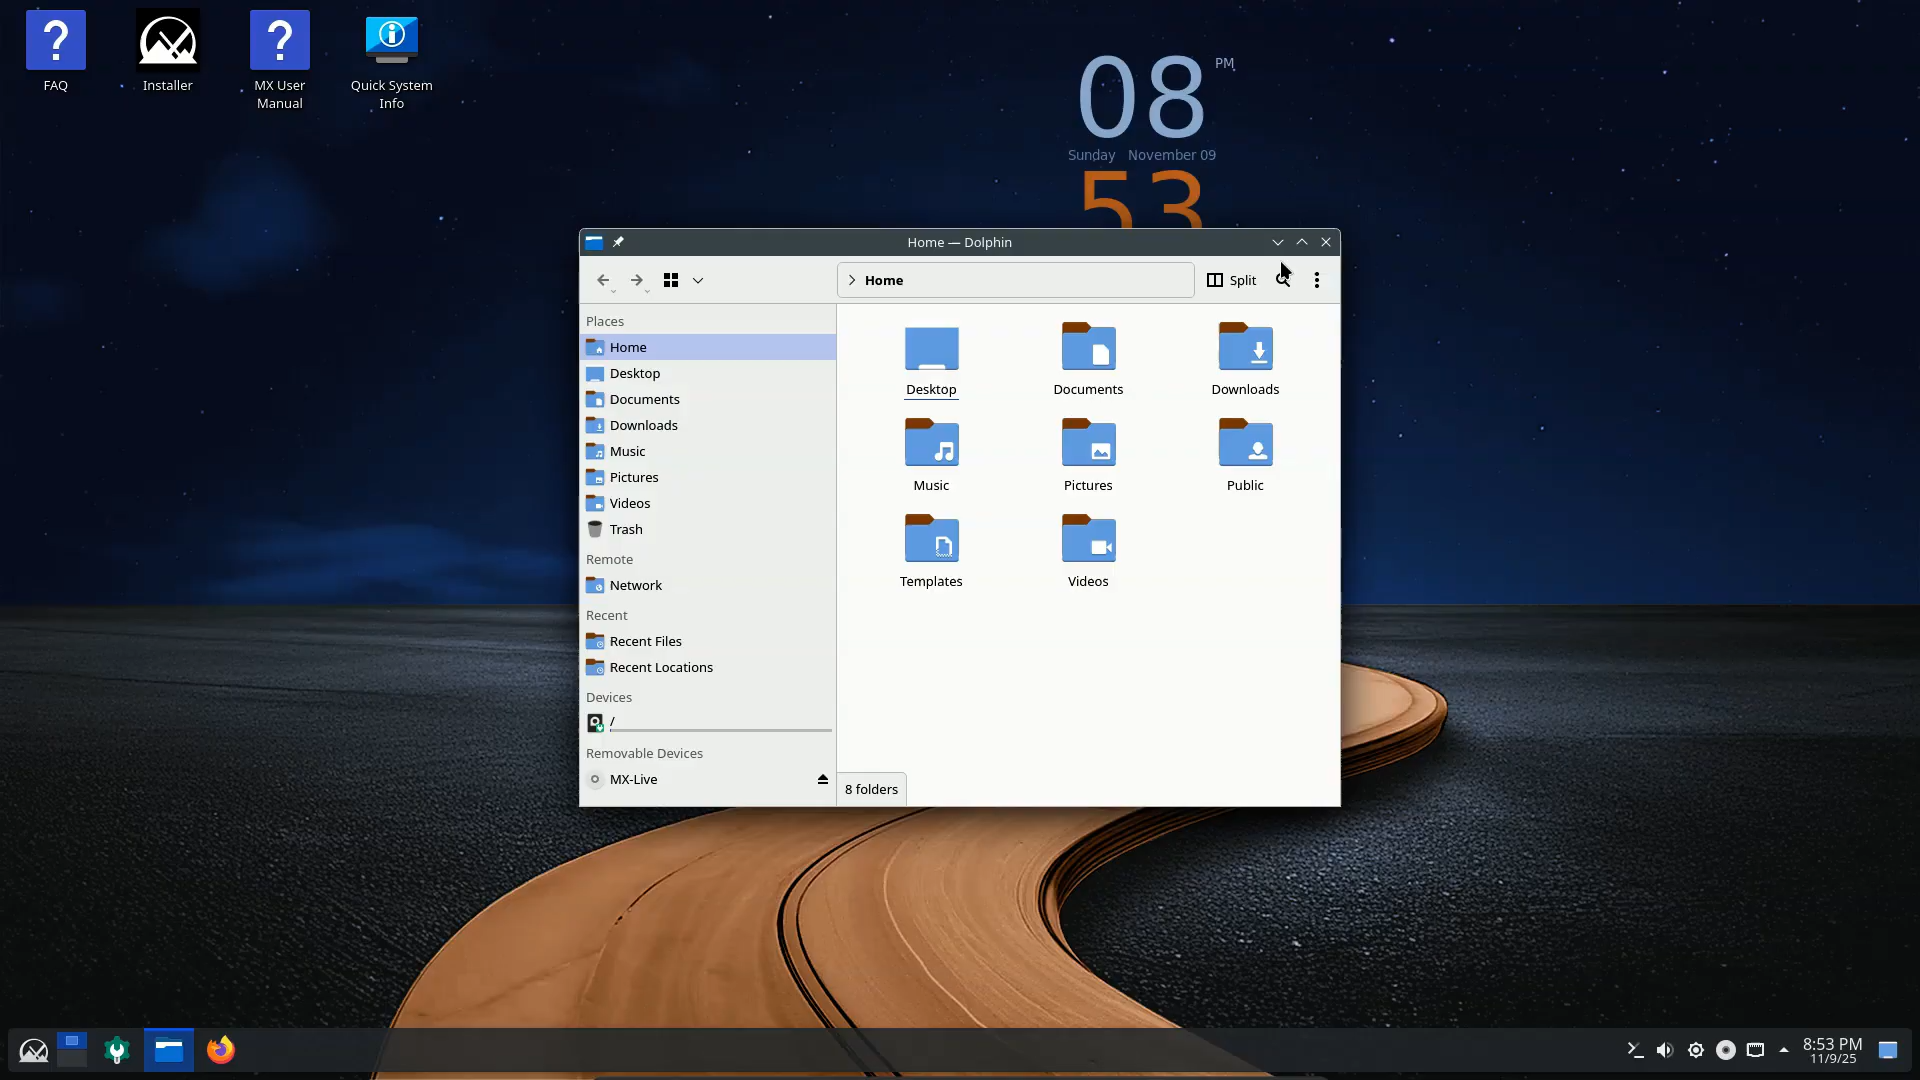 FAQ
Installer
MX User
Manual
Quick System
Info
08 PM
Sunday November 09
53
Home — Dolphin
Home
Split
Places
Home
Desktop
Documents
Downloads
Music
Pictures
Videos
Trash
Remote
Network
Recent
Recent Files
Recent Locations
Devices
/
Removable Devices
MX-Live
Desktop
Documents
Downloads
Music
Pictures
Public
Templates
Videos
8 folders
8:53 PM
11/9/25